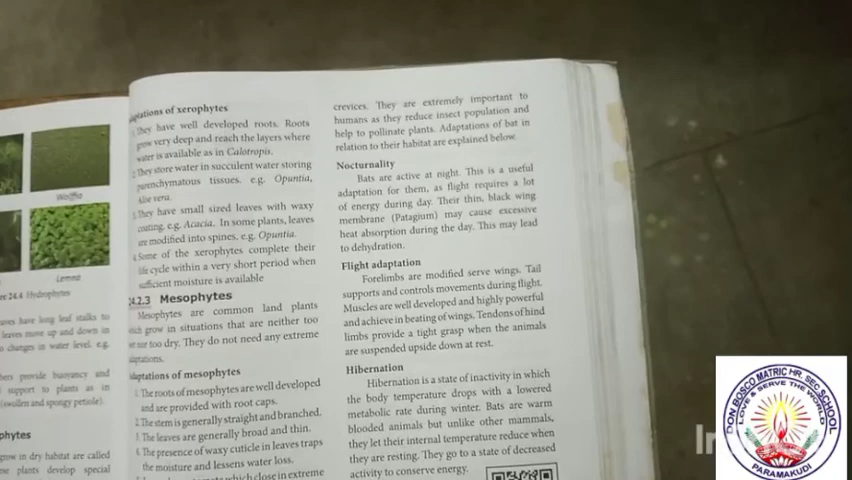 Wolffia
Lemna
24.4 Hydrophytes
have long leaf stalks to
leaves move up and down in
changes in water level. e.g.
provide buoyancy and
support to plants as in
(swollen and spongy petiole).
grow in dry habitat are called
plants develop special
of xerophytes
They have well developed roots. Roots
grow very deep and reach the layers where
water is available as in Calotropis.
They store water in succulent water storing
parenchymatous tissues. e.g. Opuntia,
Aloe vera.
They have small sized leaves with waxy
coating. e.g. Acacia. In some plants, leaves
are modified into spines. e.g. Opuntia.
Some of the xerophytes complete their
life cycle within a very short period when
sufficient moisture is available
24.2.3 Mesophytes
Mesophytes are common land plants
which grow in situations that are neither too
wet nor too dry. They do not need any extreme
adaptations.
Adaptations of mesophytes
1. The roots of mesophytes are well developed
and are provided with root caps.
2. The stem is generally straight and branched.
3. The leaves are generally broad and thin.
4. The presence of waxy cuticle in leaves traps
the moisture and lessens water loss.
which close in extreme
crevices. They are extremely important to
humans as they reduce insect population and
help to pollinate plants. Adaptations of bat in
relation to their habitat are explained below.
Nocturnality
Bats are active at night. This is a useful
adaptation for them, as flight requires a lot
of energy during day. Their thin, black wing
membrane (Patagium) may cause excessive
heat absorption during the day. This may lead
to dehydration.
Flight adaptation
Forelimbs are modified serve wings. Tail
supports and controls movements during flight.
Muscles are well developed and highly powerful
and achieve in beating of wings. Tendons of hind
limbs provide a tight grasp when the animals
are suspended upside down at rest.
Hibernation
Hibernation is a state of inactivity in which
the body temperature drops with a lowered
metabolic rate during winter. Bats are warm
blooded animals but unlike other mammals,
they let their internal temperature reduce when
they are resting. They go to a state of decreased
activity to conserve energy.
DON BOSCO MATRIC HR. SEC SCHOOL
LOVE & SERVE THE WORLD
PARAMAKUDI